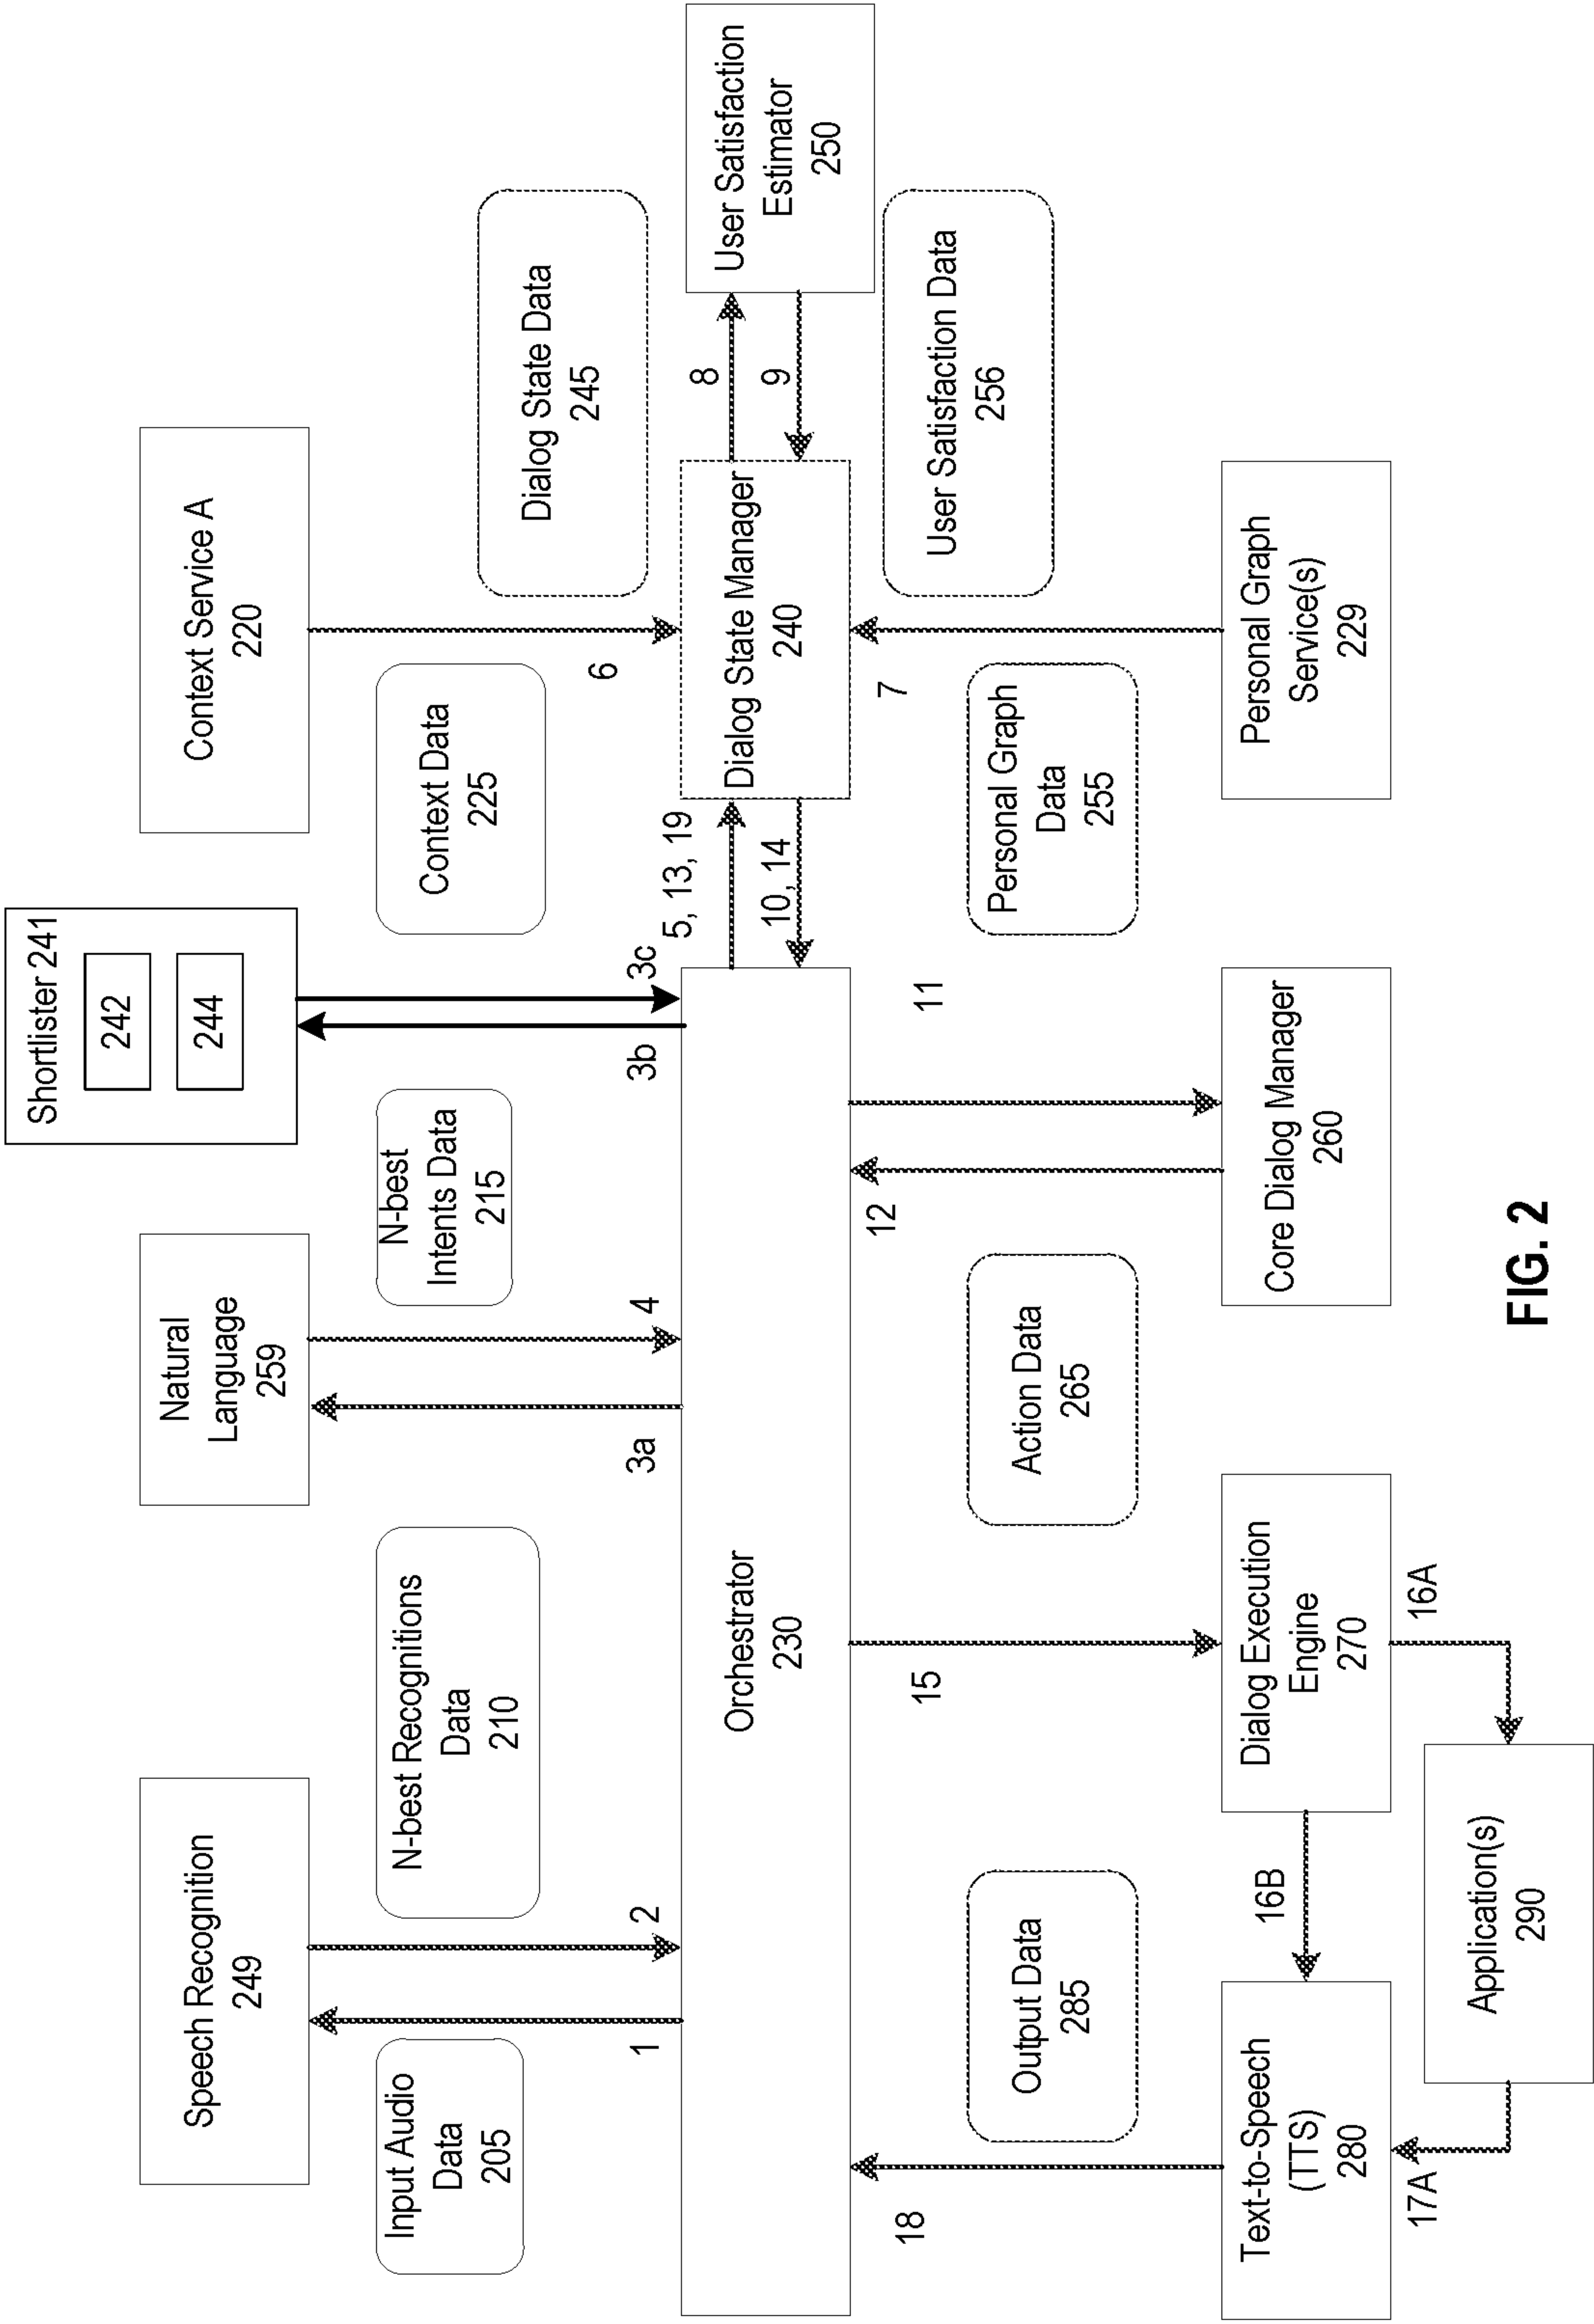 Speech Recognition
249
Natural
Language
259
Shortlister 241
242
244
Context Service A
220
Input Audio
Data
205
N-best Recognitions
Data
210
N-best
Intents Data
215
Context Data
225
Dialog State Data
245
1
2
3a
4
3b
3c
6
5, 13, 19
8
Orchestrator
230
Dialog State Manager
240
User Satisfaction
Estimator
250
10, 14
9
18
15
12
11
7
Output Data
285
Action Data
265
Personal Graph
Data
255
User Satisfaction Data
256
Text-to-Speech
(TTS)
280
16B
Dialog Execution
Engine
270
Core Dialog Manager
260
Personal Graph
Service(s)
229
17A
16A
Application(s)
290
FIG. 2